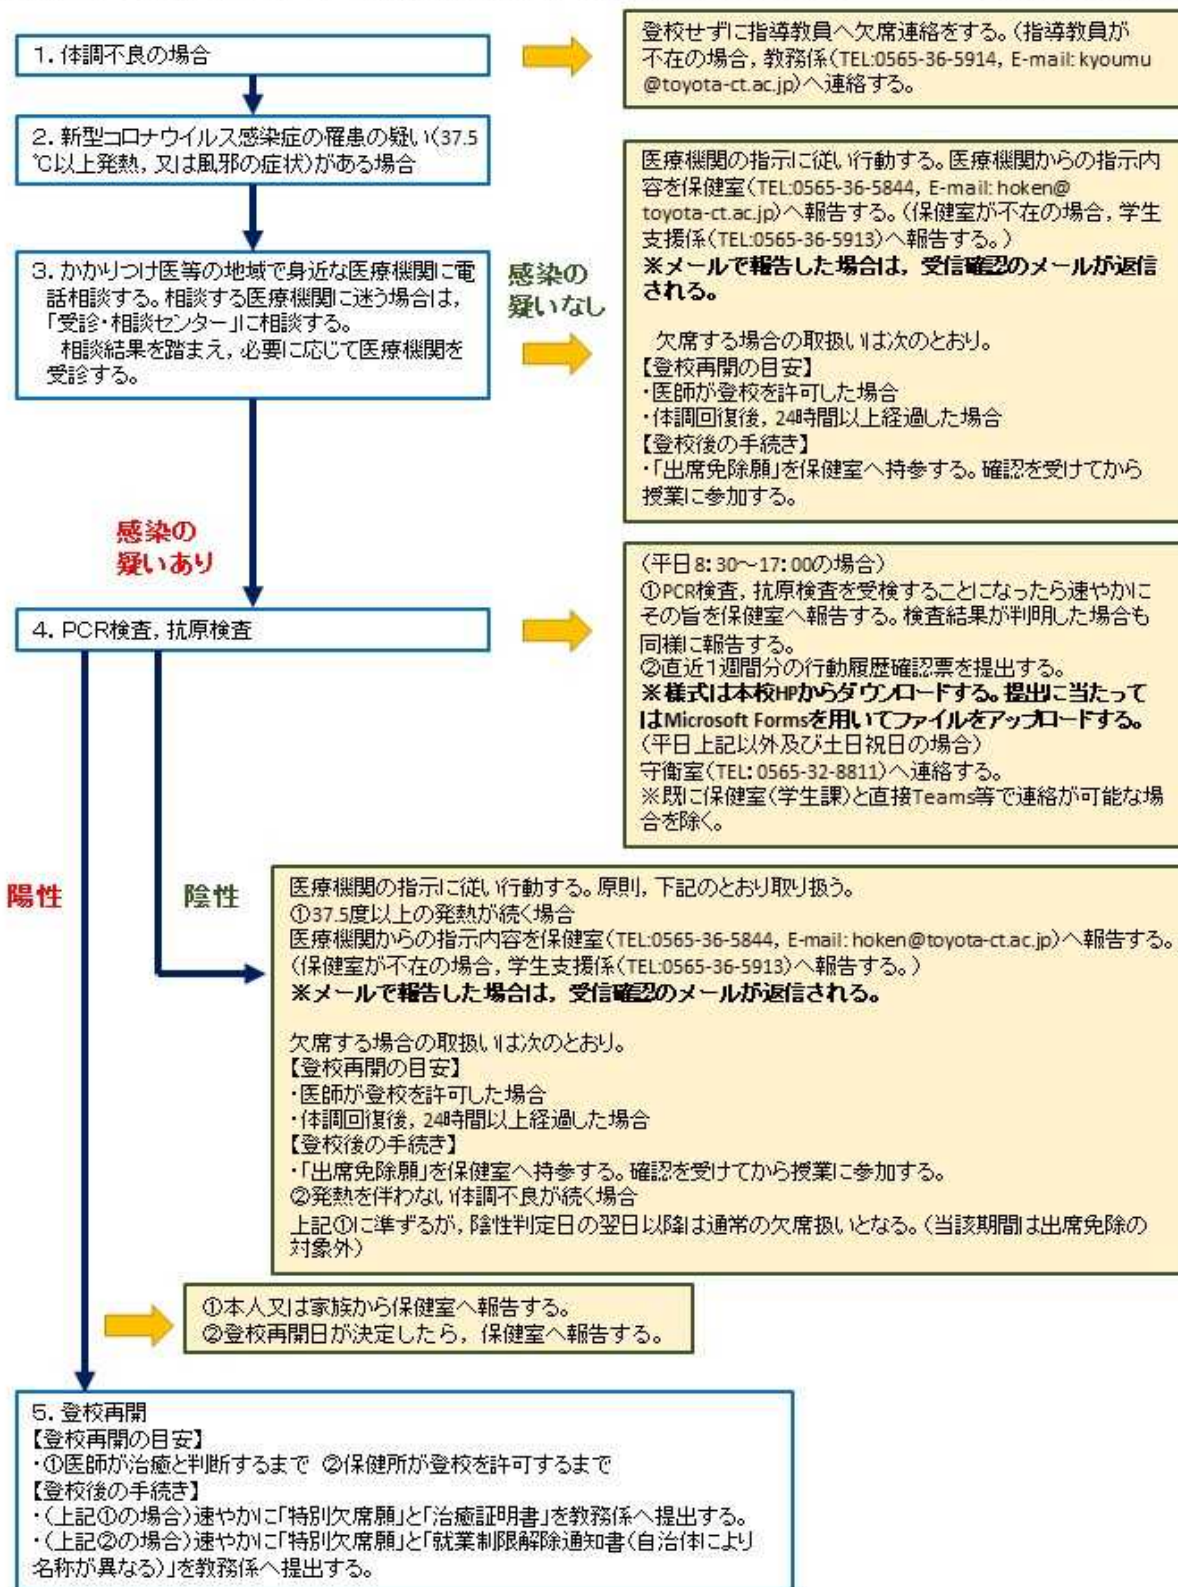 1．体調不良の場合
登校せずに指導教員へ欠席連絡をする。（指導教員が
不在の場合，教務係（TEL:0565-36-5914，E-mail: kyoumu
@toyota-ct.ac.jp）へ連絡する。
2．新型コロナウイルス感染症の罹患の疑い（37.5
℃以上発熱，又は風邪の症状）がある場合
3．かかりつけ医等の地域で身近な医療機関に電
話相談する。相談する医療機関に迷う場合は，
「受診・相談センター」に相談する。
相談結果を踏まえ，必要に応じて医療機関を
受診する。
感染の
疑いなし
医療機関の指示に従い行動する。医療機関からの指示内
容を保健室（TEL:0565-36-5844，E-mail: hoken@
toyota-ct.ac.jp）へ報告する。（保健室が不在の場合，学生
支援係（TEL:0565-36-5913）へ報告する。）
※メールで報告した場合は，受信確認のメールが返信
される。
欠席する場合の取扱いは次のとおり。
【登校再開の目安】
・医師が登校を許可した場合
・体調回復後，24時間以上経過した場合
【登校後の手続き】
・「出席免除願」を保健室へ持参する。確認を受けてから
授業に参加する。
感染の
疑いあり
4．PCR検査，抗原検査
（平日8：30～17：00の場合）
①PCR検査，抗原検査を受検することになったら速やかに
その旨を保健室へ報告する。検査結果が判明した場合も
同様に報告する。
②直近1週間分の行動履歴確認票を提出する。
※様式は本校HPからダウンロードする。提出に当たって
はMicrosoft Formsを用いてファイルをアップロードする。
（平日上記以外及び土日祝日の場合）
守衛室（TEL：0565-32-8811）へ連絡する。
※既に保健室（学生課）と直接Teams等で連絡が可能な場
合を除く。
陽性
陰性
医療機関の指示に従い行動する。原則，下記のとおり取り扱う。
①37.5度以上の発熱が続く場合
医療機関からの指示内容を保健室（TEL:0565-36-5844，E-mail: hoken@toyota-ct.ac.jp）へ報告する。
（保健室が不在の場合，学生支援係（TEL:0565-36-5913）へ報告する。）
※メールで報告した場合は，受信確認のメールが返信される。
欠席する場合の取扱いは次のとおり。
【登校再開の目安】
・医師が登校を許可した場合
・体調回復後，24時間以上経過した場合
【登校後の手続き】
・「出席免除願」を保健室へ持参する。確認を受けてから授業に参加する。
②発熱を伴わない体調不良が続く場合
上記①に準ずるが，陰性判定日の翌日以降は通常の欠席扱いとなる。（当該期間は出席免除の
対象外）
①本人又は家族から保健室へ報告する。
②登校再開日が決定したら，保健室へ報告する。
5．登校再開
【登校再開の目安】
・①医師が治癒と判断するまで ②保健所が登校を許可するまで
【登校後の手続き】
・（上記①の場合）速やかに「特別欠席願」と「治癒証明書」を教務係へ提出する。
・（上記②の場合）速やかに「特別欠席願」と「就業制限解除通知書（自治体により
名称が異なる）」を教務係へ提出する。